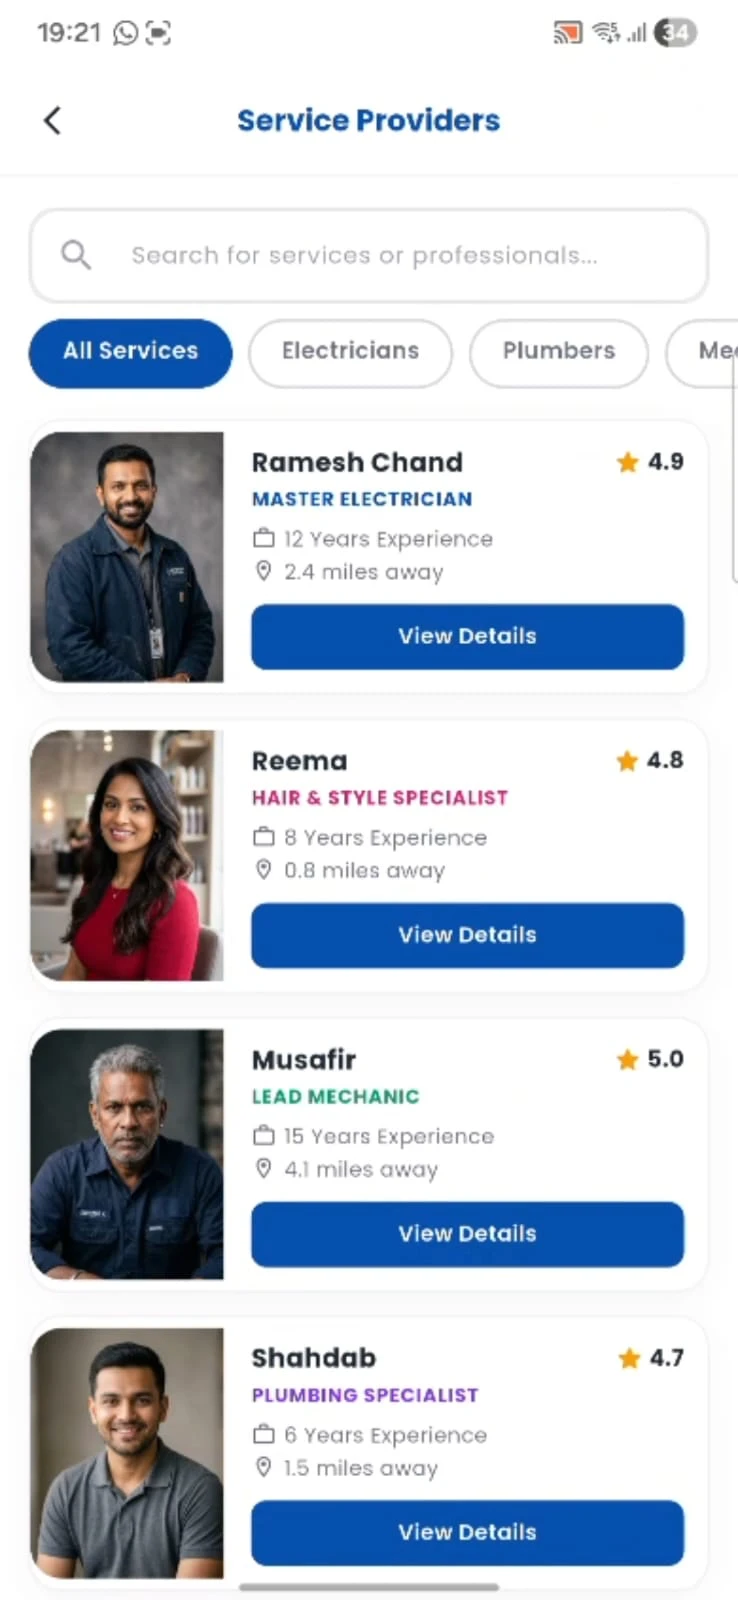 19:21
34
Service Providers
Search for services or professionals...
All Services Electricians Plumbers
Ramesh Chand 4.9
MASTER ELECTRICIAN
12 Years Experience
2.4 miles away
View Details
Reema 4.8
HAIR & STYLE SPECIALIST
8 Years Experience
0.8 miles away
View Details
Musafir 5.0
LEAD MECHANIC
15 Years Experience
4.1 miles away
View Details
Shahdab 4.7
PLUMBING SPECIALIST
6 Years Experience
1.5 miles away
View Details